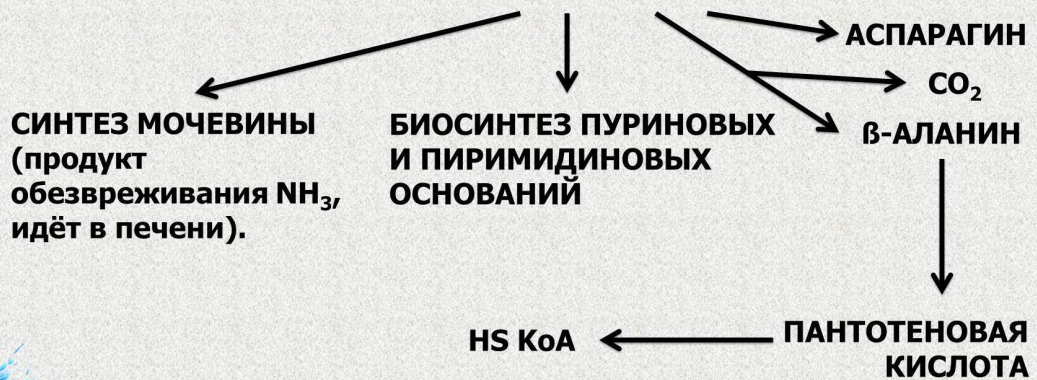 АСПАРАГИН
CO₂
ß-АЛАНИН
СИНТЕЗ МОЧЕВИНЫ
(продукт
обезвреживания NH₃,
идёт в печени).
БИОСИНТЕЗ ПУРИНОВЫХ
И ПИРИМИДИНОВЫХ
ОСНОВАНИЙ
HS КоА
ПАНТОТЕНОВАЯ
КИСЛОТА